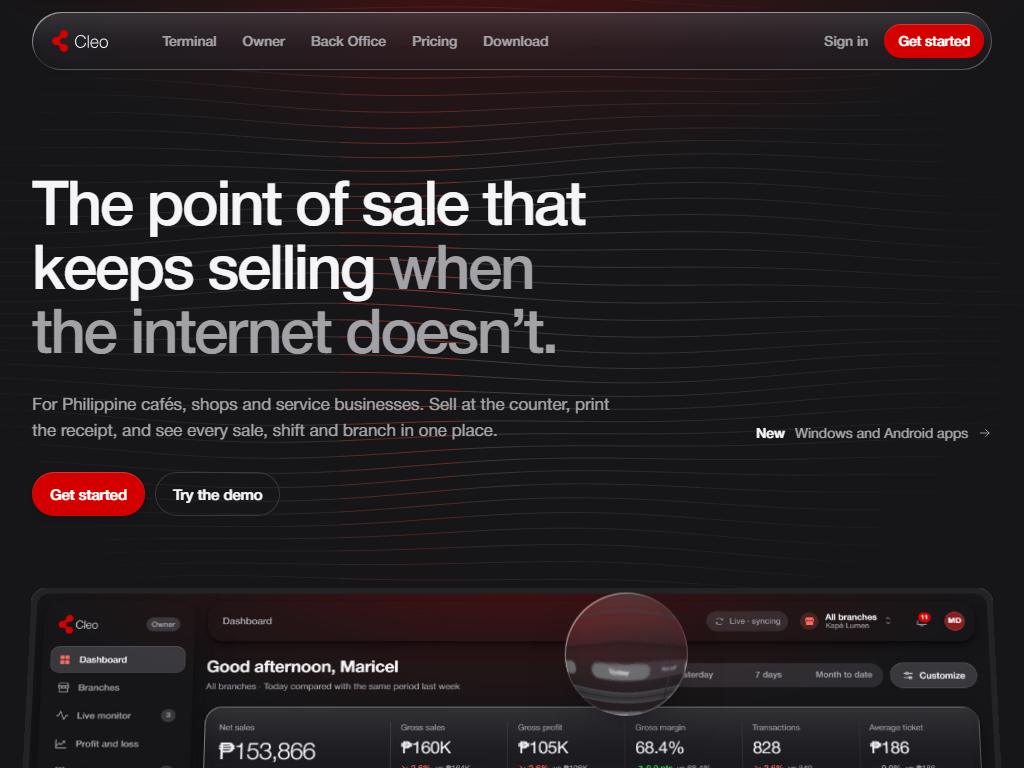 Cleo
Terminal
Owner
Back Office
Pricing
Download
Sign in
Get started
The point of sale that
keeps selling when
the internet doesn’t.
For Philippine cafés, shops and service businesses. Sell at the counter, print
the receipt, and see every sale, shift and branch in one place.
New Windows and Android apps →
Get started
Try the demo
Cleo
Owner
Dashboard
Live · syncing
All branches
Kapé Lumen
11
MD
Dashboard
Branches
Live monitor
3
Profit and loss
Good afternoon, Maricel
All branches · Today compared with the same period last week
Today
7 days
Month to date
Customize
Net sales
₱153,866
Gross sales
₱160K
Gross profit
₱105K
Gross margin
68.4%
Transactions
828
Average ticket
₱186